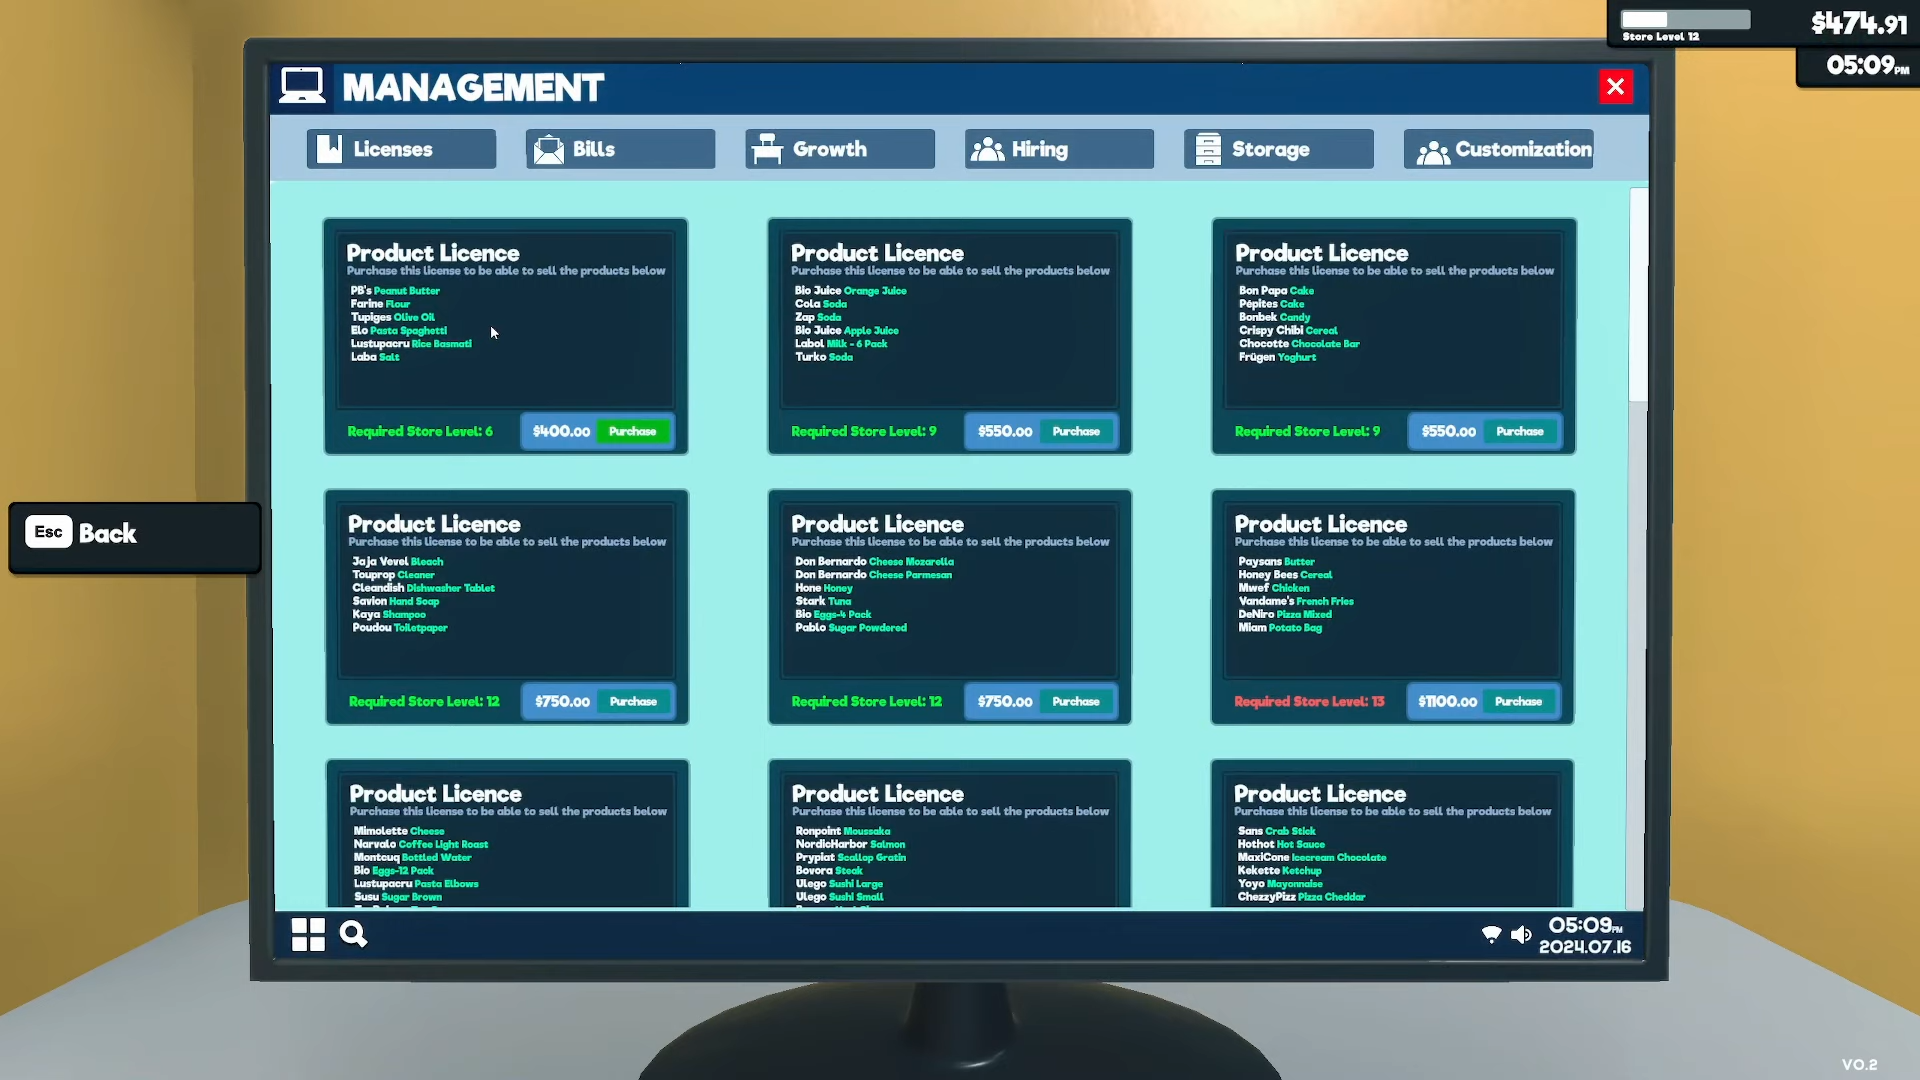 Store Level 12
$474.91
05:09PM
MANAGEMENT
Licenses
Bills
Growth
Hiring
Storage
Customization
Product Licence
Purchase this license to be able to sell the products below
PB's Peanut Butter
Farine Flour
Tupiges Olive Oil
Elo Pasta Spaghetti
Lustupacru Rice Basmati
Laba Salt
Required Store Level: 6
$400.00 Purchase
Product Licence
Purchase this license to be able to sell the products below
Bio Juice Orange Juice
Cola Soda
Zap Soda
Bio Juice Apple Juice
Labol Milk - 6 Pack
Turko Soda
Required Store Level: 9
$550.00 Purchase
Product Licence
Purchase this license to be able to sell the products below
Bon Papa Cake
Pépites Cake
Bonbek Candy
Crispy Chibi Cereal
Chocotte Chocolate Bar
Frügen Yoghurt
Required Store Level: 9
$550.00 Purchase
Esc Back
Product Licence
Purchase this license to be able to sell the products below
Jaja Vevel Bleach
Touprop Cleaner
Cleandish Dishwasher Tablet
Savion Hand Soap
Kaya Shampoo
Poudou Toiletpaper
Required Store Level: 12
$750.00 Purchase
Product Licence
Purchase this license to be able to sell the products below
Don Bernardo Cheese Mozarella
Don Bernardo Cheese Parmesan
Hone Honey
Stark Tuna
Bio Eggs-4 Pack
Pablo Sugar Powdered
Required Store Level: 12
$750.00 Purchase
Product Licence
Purchase this license to be able to sell the products below
Paysans Butter
Honey Bees Cereal
Mwef Chicken
Vandame's French Fries
DeNiro Pizza Mixed
Miam Potato Bag
Required Store Level: 13
$1100.00 Purchase
Product Licence
Purchase this license to be able to sell the products below
Mimolette Cheese
Narvalo Coffee Light Roast
Montcuq Bottled Water
Bio Eggs-12 Pack
Lustupacru Pasta Elbows
Susu Sugar Brown
Product Licence
Purchase this license to be able to sell the products below
Ronpoint Moussaka
NordicHarbor Salmon
Prypiat Scallop Gratin
Bovora Steak
Ulego Sushi Large
Ulego Sushi Small
Product Licence
Purchase this license to be able to sell the products below
Sans Crab Stick
Hothot Hot Sauce
MaxiCone Icecream Chocolate
Kekette Ketchup
Yoyo Mayonnaise
ChezzyPizz Pizza Cheddar
05:09PM
2024.07.16
V0.2